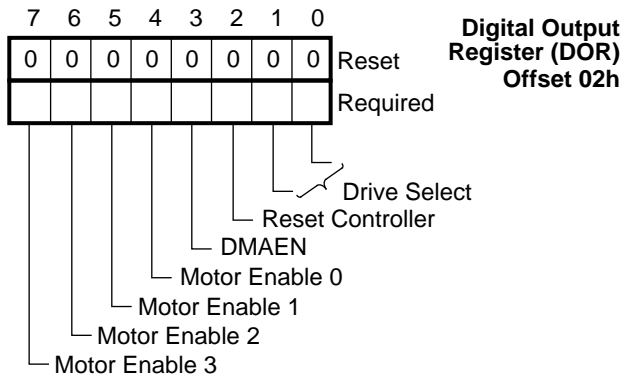 7 6 5 4 3 2 1 0
Digital Output
Register (DOR)
Offset 02h
0 0 0 0 0 0 0 0 Reset
Required
Drive Select
Reset Controller
DMAEN
Motor Enable 0
Motor Enable 1
Motor Enable 2
Motor Enable 3